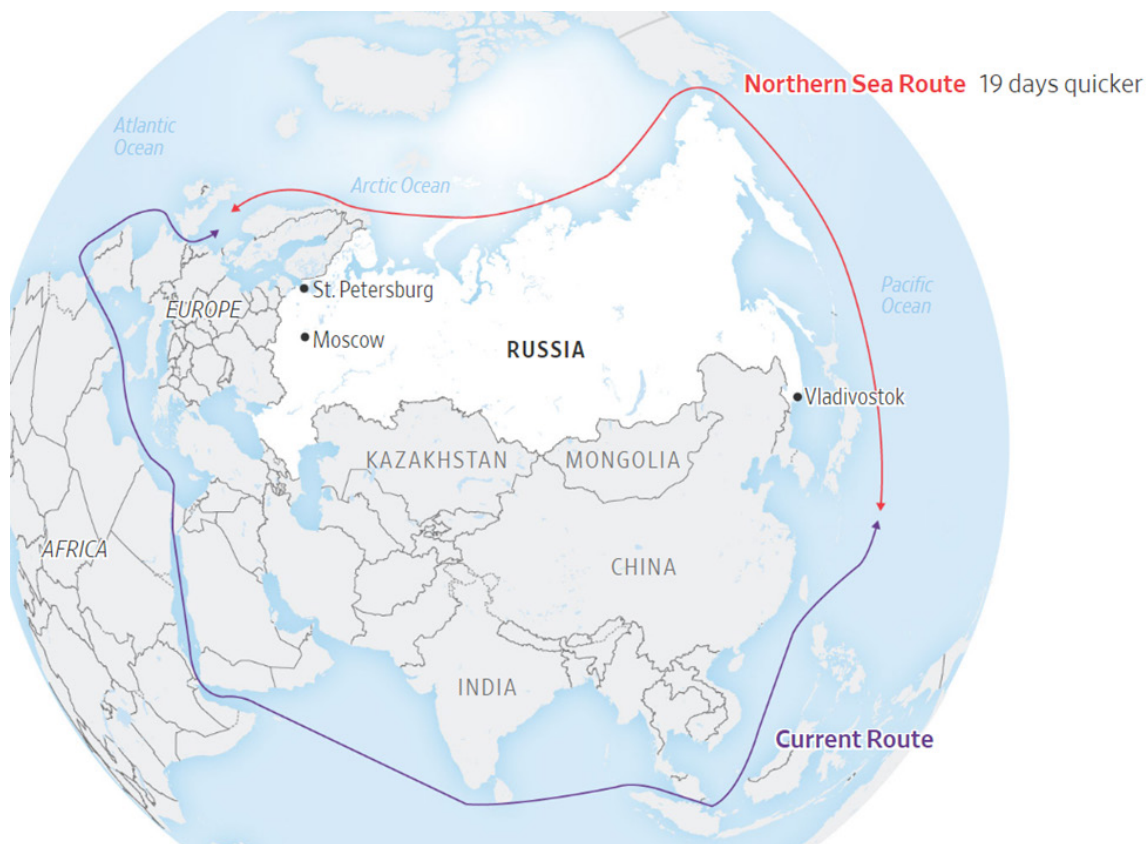 Northern Sea Route 19 days quicker
Atlantic
Ocean
Arctic Ocean
St. Petersburg
Pacific
Ocean
EUROPE
Moscow
RUSSIA
Vladivostok
KAZAKHSTAN
MONGOLIA
AFRICA
CHINA
INDIA
Current Route